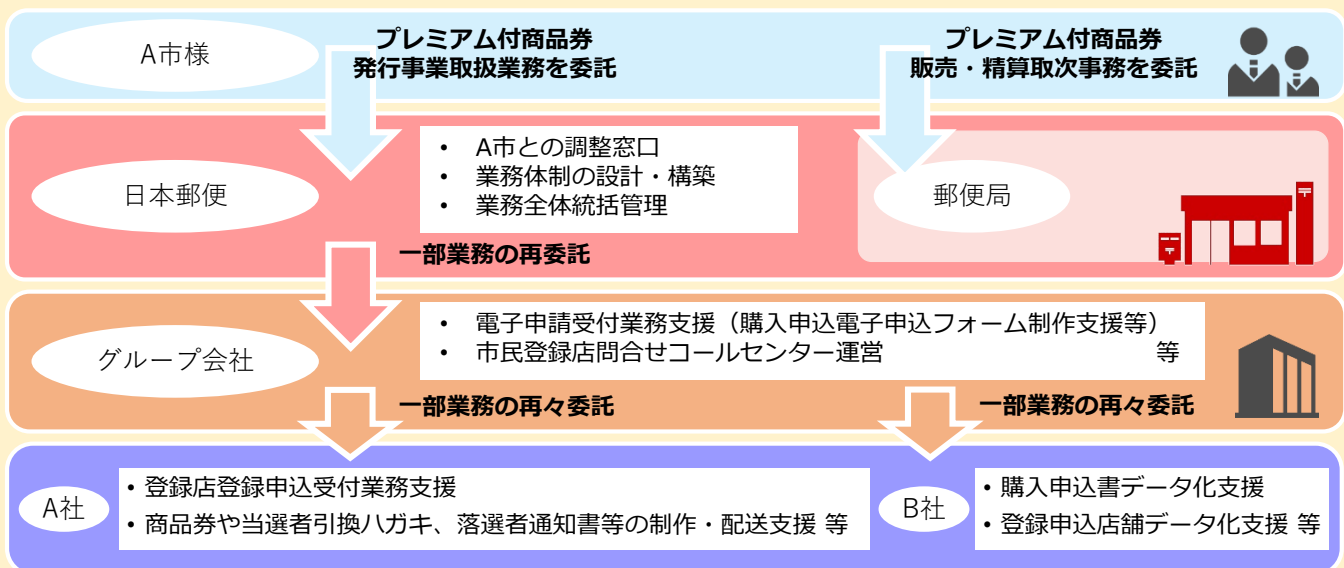 A市様
プレミアム付商品券
発行事業取扱業務を委託
プレミアム付商品券
販売・精算取次事務を委託
日本郵便
• A市との調整窓口
• 業務体制の設計・構築
• 業務全体統括管理
郵便局
一部業務の再委託
グループ会社
• 電子申請受付業務支援（購入申込電子申込フォーム制作支援等）
• 市民登録店問合せコールセンター運営 等
一部業務の再々委託
一部業務の再々委託
A社
• 登録店登録申込受付業務支援
• 商品券や当選者引換ハガキ、落選者通知書等の制作・配送支援 等
B社
• 購入申込書データ化支援
• 登録申込店舗データ化支援 等